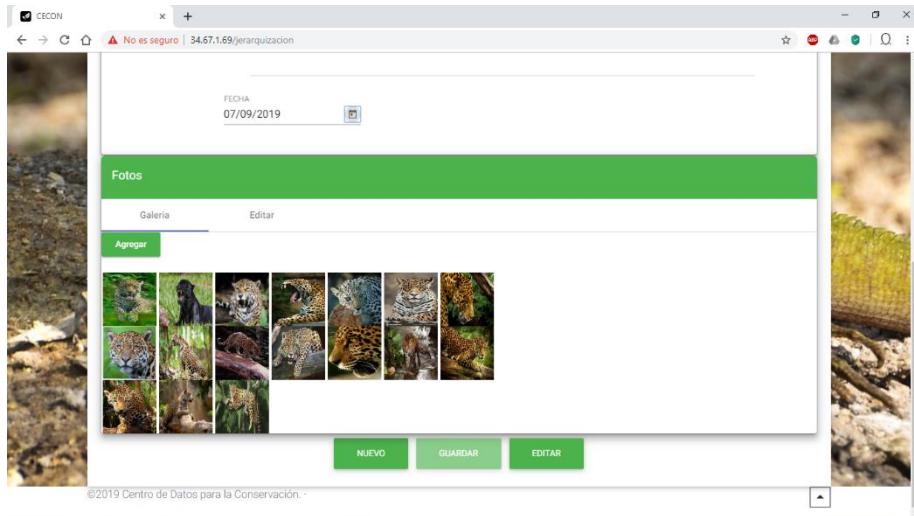 CECON
No es seguro | 34.67.1.69/jerarquizacion
ABP
FECHA
07/09/2019
Fotos
Galeria Editar
Agregar
NUEVO GUARDAR EDITAR
©2019 Centro de Datos para la Conservación. ·